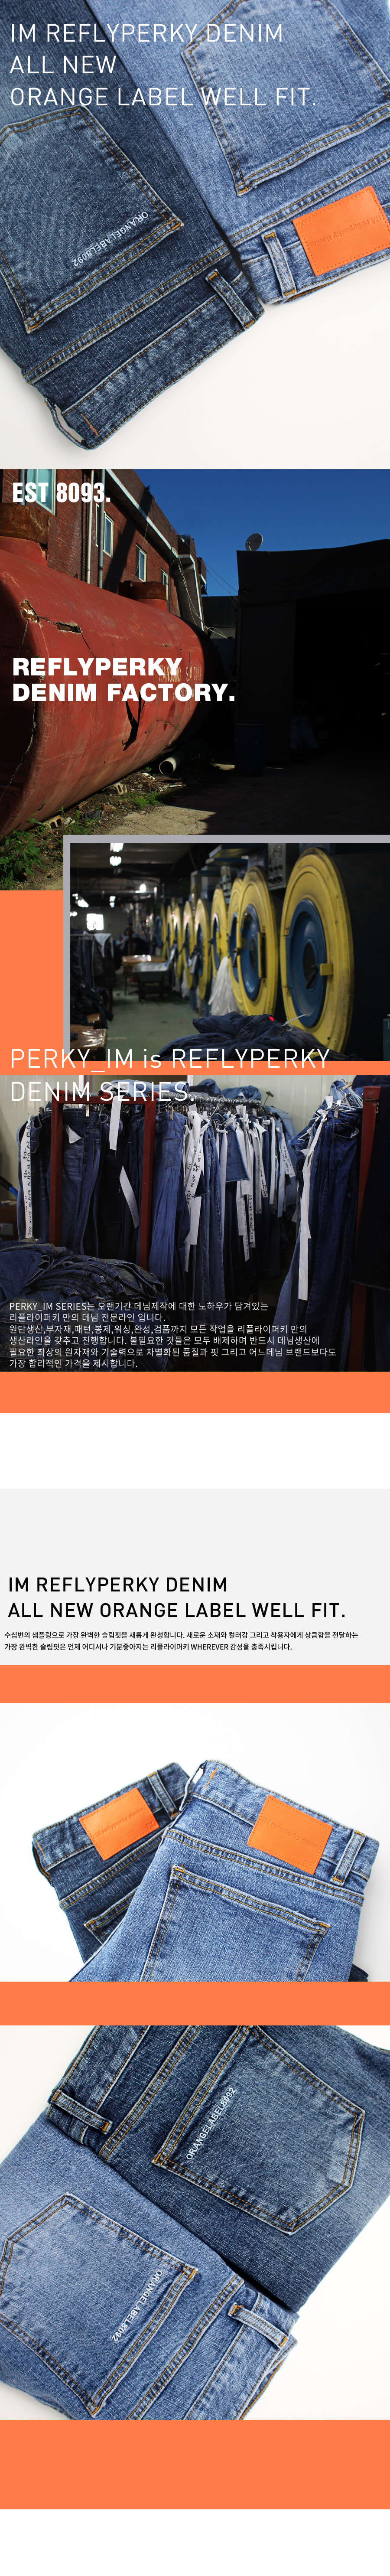 IM REFLYPERKY DENIM
ALL NEW
ORANGE LABEL WELL FIT.
ORANGELABEL8092
EST 8093.
REFLYPERKY
DENIM FACTORY.
PERKY_IM is REFLYPERKY
DENIM SERIES
PERKY_IM SERIES는 오랜기간 데님제작에 대한 노하우가 담겨있는
리플라이퍼키 만의 데님 전문라인 입니다.
원단생산,부자재,패턴,봉제,워싱,완성,검품까지 모든 작업을 리플라이퍼키 만의
생산라인을 갖추고 진행합니다. 불필요한 것들은 모두 배제하며 반드시 데님생산에
필요한 최상의 원자재와 기술력으로 차별화된 품질과 핏 그리고 어느데님 브랜드보다도
가장 합리적인 가격을 제시합니다.
IM REFLYPERKY DENIM
ALL NEW ORANGE LABEL WELL FIT.
수십번의 샘플링으로 가장 완벽한 슬림핏을 새롭게 완성합니다. 새로운 소재와 컬러감 그리고 착용자에게 상큼함을 전달하는
가장 완벽한 슬림핏은 언제 어디서나 기분좋아지는 리플라이퍼키 WHEREVER 감성을 충족시킵니다.
ORANGELABEL8092
ORANGELABEL8092